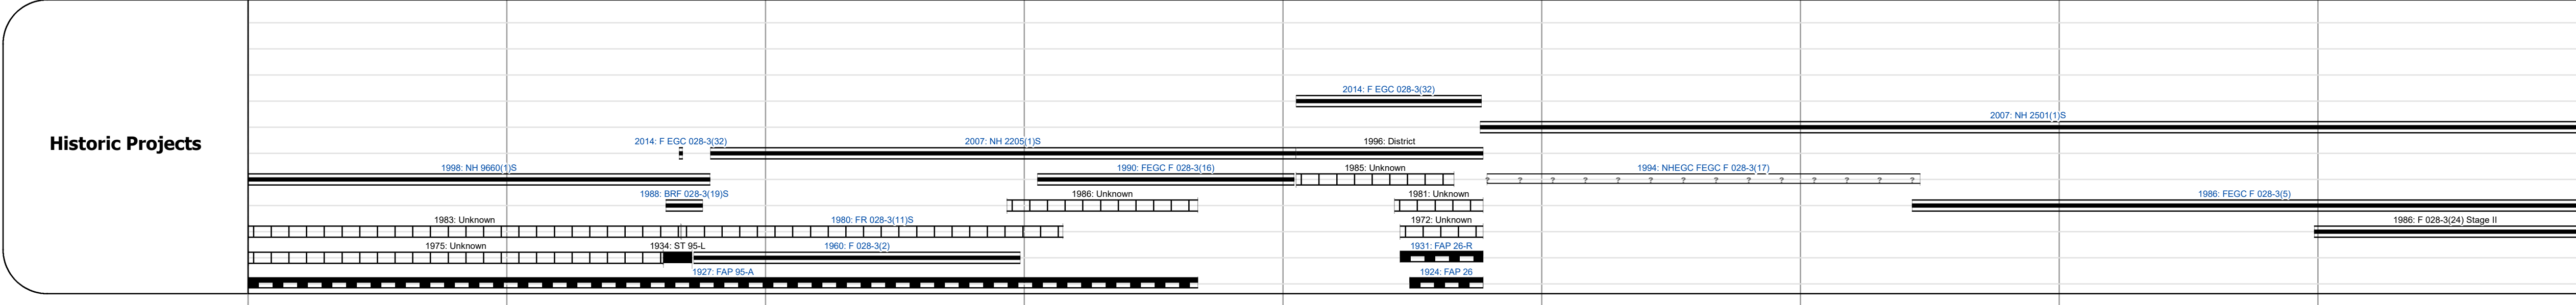 2014: F EGC 028-3(32)
2007: NH 2501(1)S
Historic Projects
2014: F EGC 028-3(32)
2007: NH 2205(1)S
1996: District
1998: NH 9660(1)S
1990: FEGC F 028-3(16)
1985: Unknown
1994: NHEGC FEGC F 028-3(17)
? ? ? ? ? ? ? ? ? ? ? ? ? ?
1988: BRF 028-3(19)S
1986: Unknown
1981: Unknown
1986: FEGC F 028-3(5)
1983: Unknown
1980: FR 028-3(11)S
1972: Unknown
1986: F 028-3(24) Stage II
1975: Unknown
1934: ST 95-L
1960: F 028-3(2)
1931: FAP 26-R
1927: FAP 95-A
1924: FAP 26